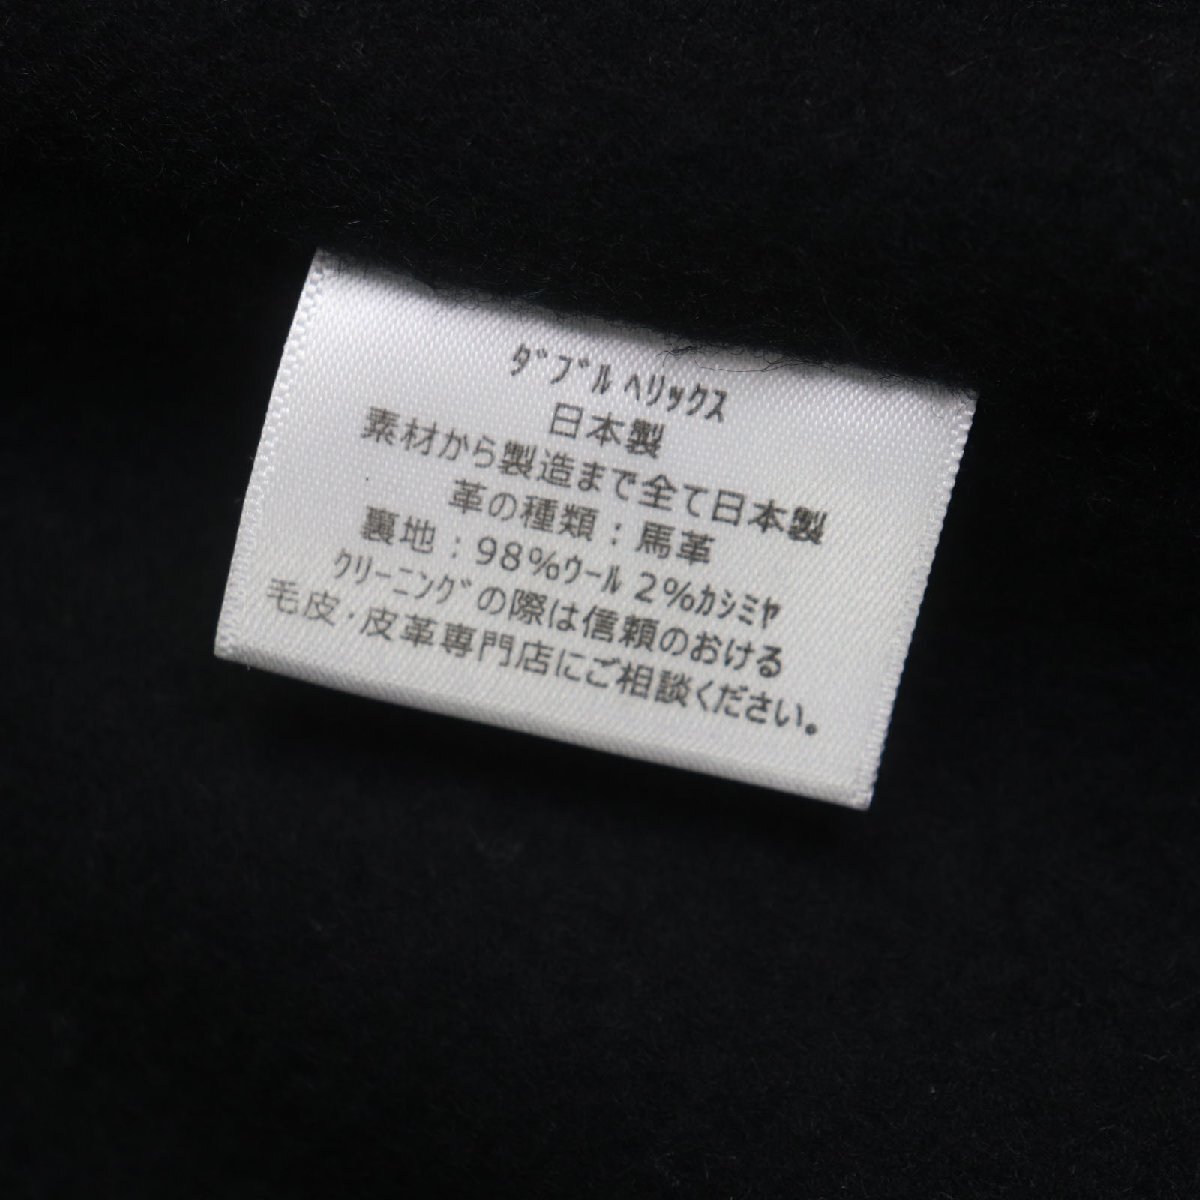 ﾀﾞﾌﾞﾙ ﾍﾘｯｸｽ
日本製
素材から製造まで全て日本製
革の種類：馬革
裏地：98%ｳｰﾙ 2%ｶｼﾐﾔ
ｸﾘｰﾆﾝｸﾞの際は信頼のおける
毛皮・皮革専門店にご相談ください。